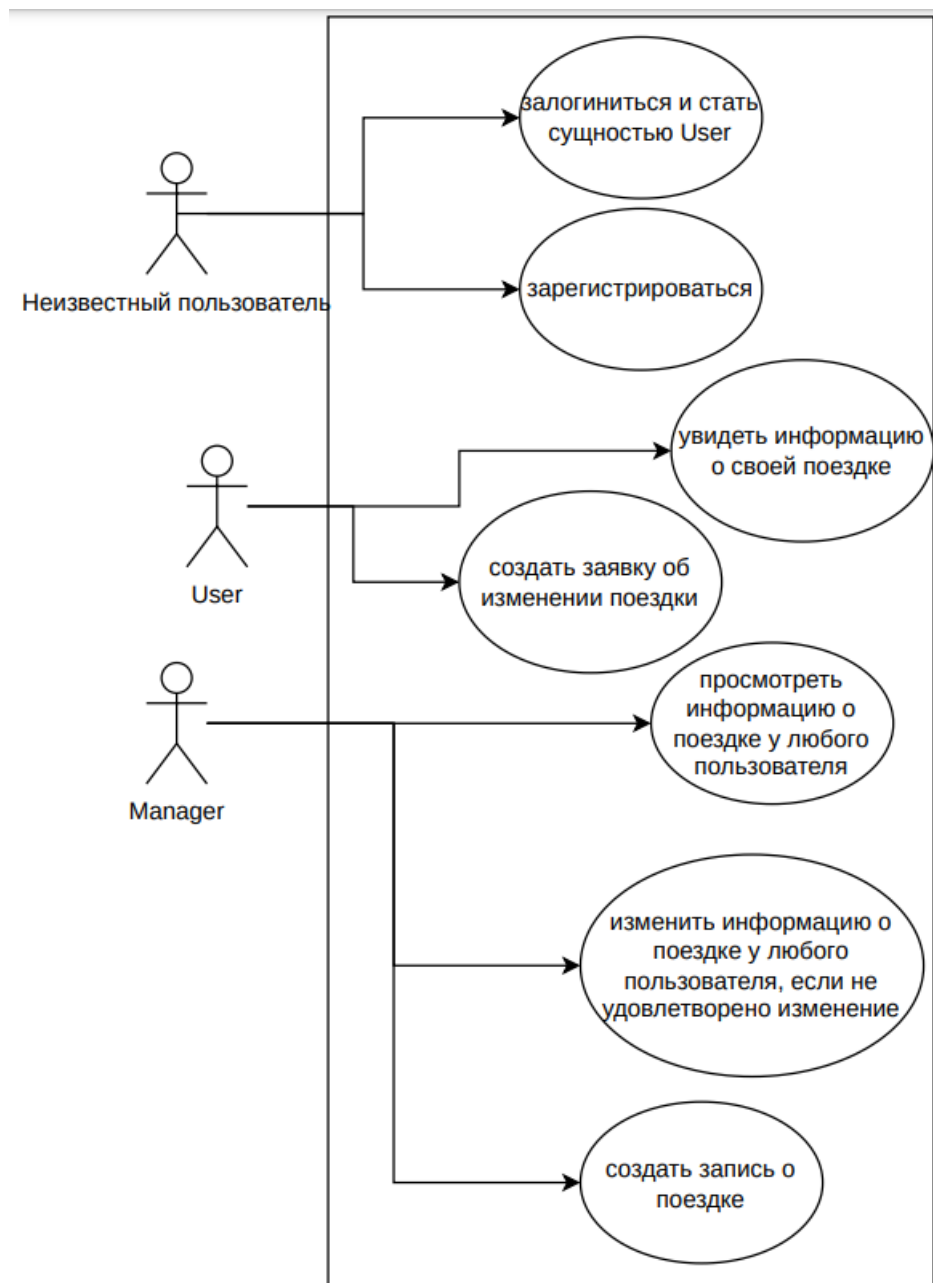 залогиниться и стать
сущностью User
Неизвестный пользователь
зарегистрироваться
увидеть информацию
о своей поездке
User
создать заявку об
изменении поездки
Manager
просмотреть
информацию о
поездке у любого
пользователя
изменить информацию о
поездке у любого
пользователя, если не
удовлетворено изменение
создать запись о
поездке